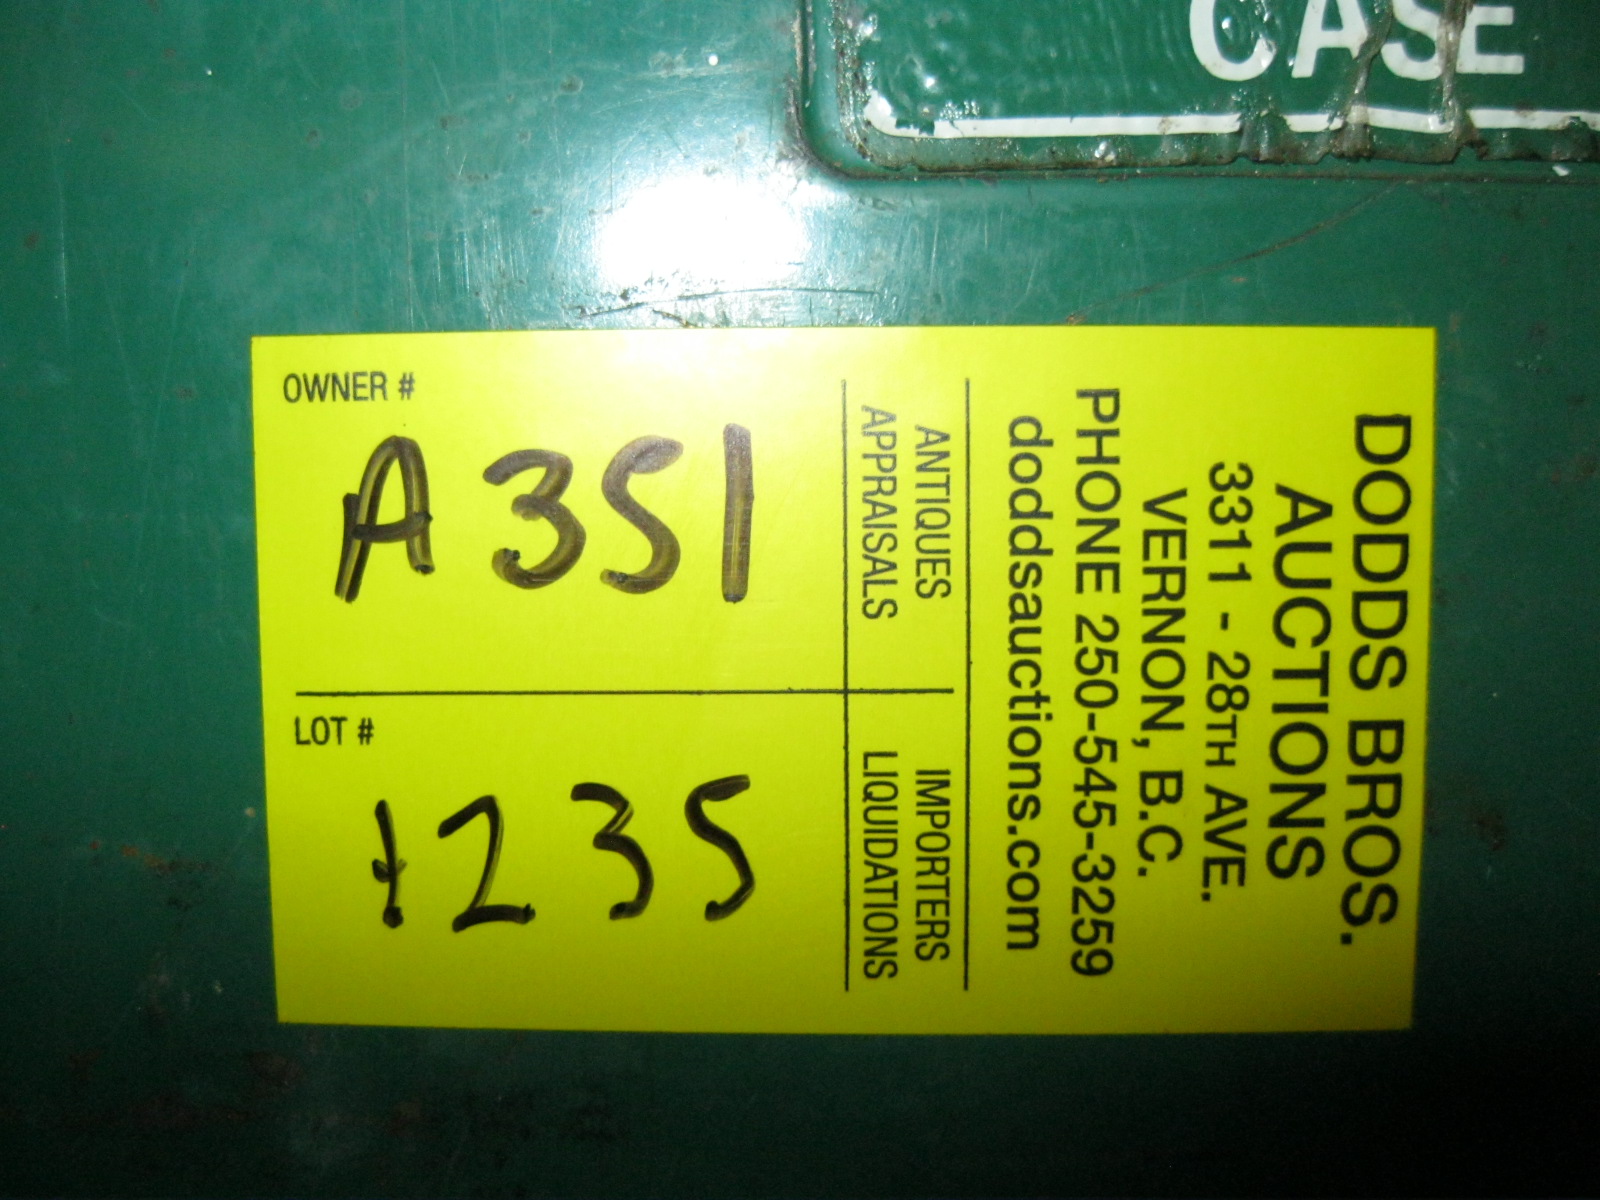 CASE
DODDS BROS.
AUCTIONS
3311 - 28TH AVE.
VERNON, B.C.
PHONE 250-545-3259
doddsauctions.com
ANTIQUES
APPRAISALS
IMPORTERS
LIQUIDATIONS
OWNER #
A351
LOT #
1235